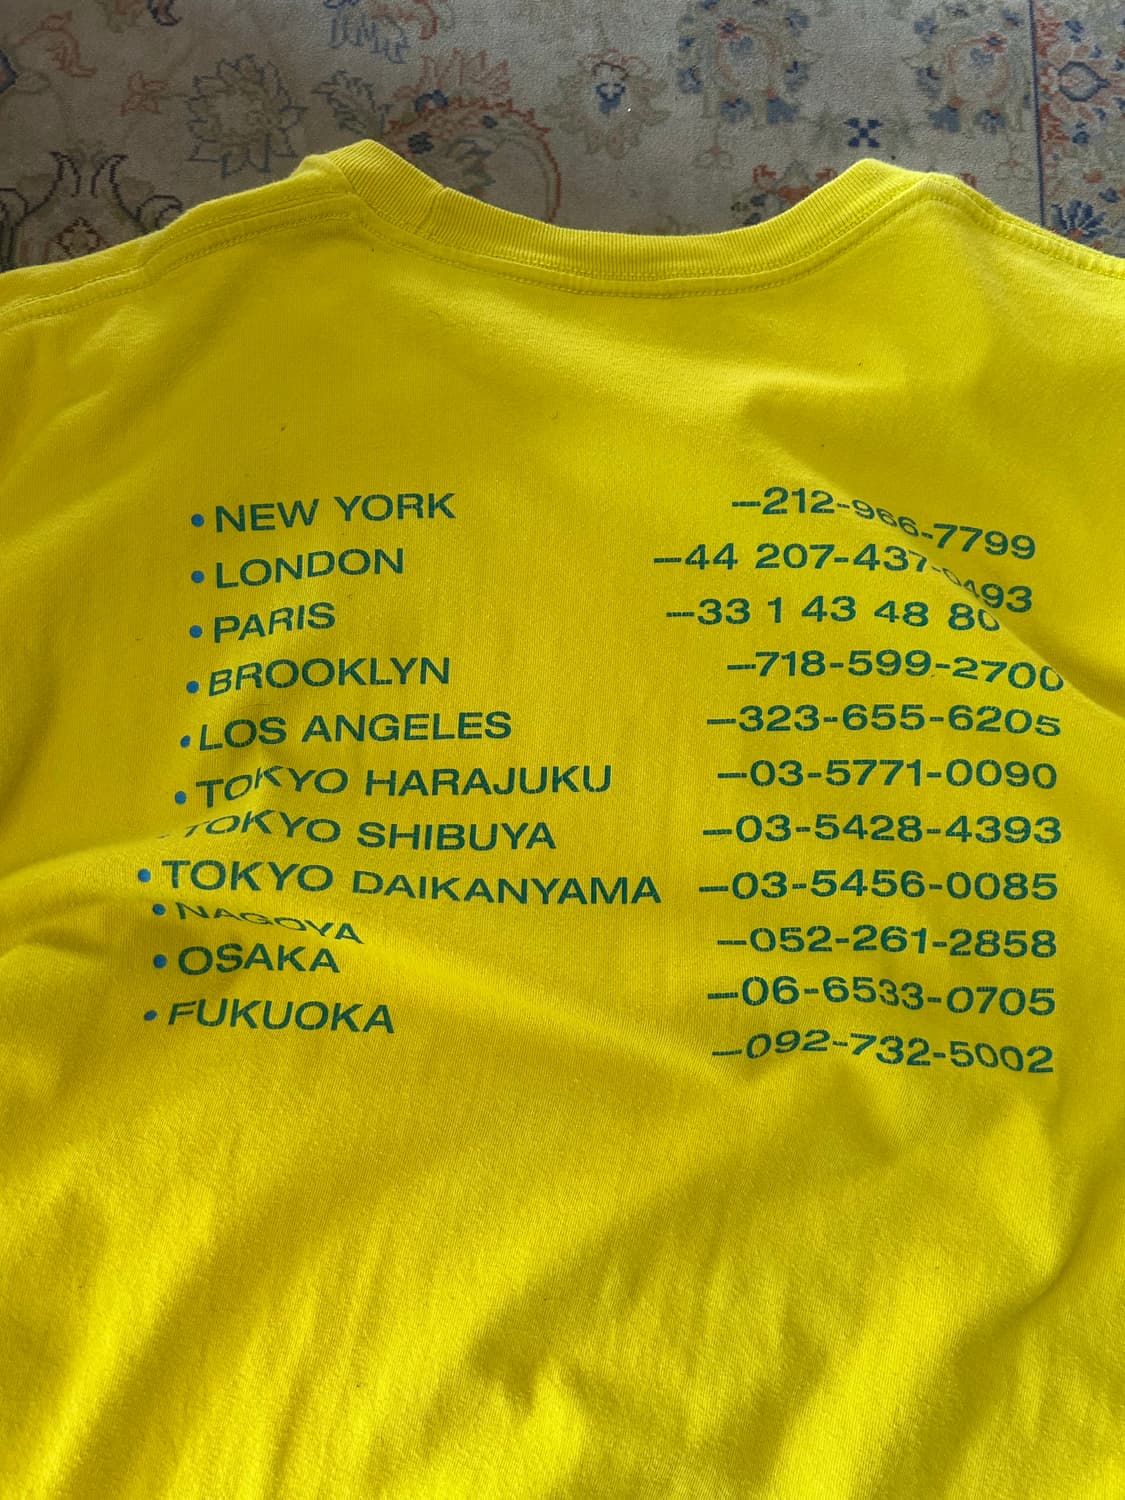 • NEW YORK —212-966-7799
• LONDON —44 207-437-0493
• PARIS —33 1 43 48 80
• BROOKLYN —718-599-2700
• LOS ANGELES —323-655-6205
• TOKYO HARAJUKU —03-5771-0090
• TOKYO SHIBUYA —03-5428-4393
• TOKYO DAIKANYAMA —03-5456-0085
• NAGOYA —052-261-2858
• OSAKA —06-6533-0705
• FUKUOKA —092-732-5002